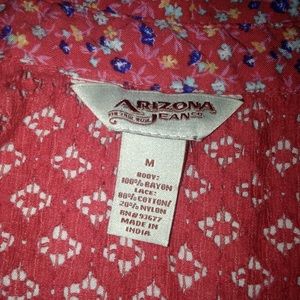 ARIZONA
JEAN CO.
M
BODY:
100% RAYON
LACE:
80% COTTON/
20% NYLON
RN# 93677
MADE IN
INDIA